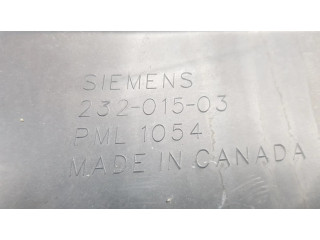 SIEMENS
232-015-03
PML 1054
MADE IN CANADA